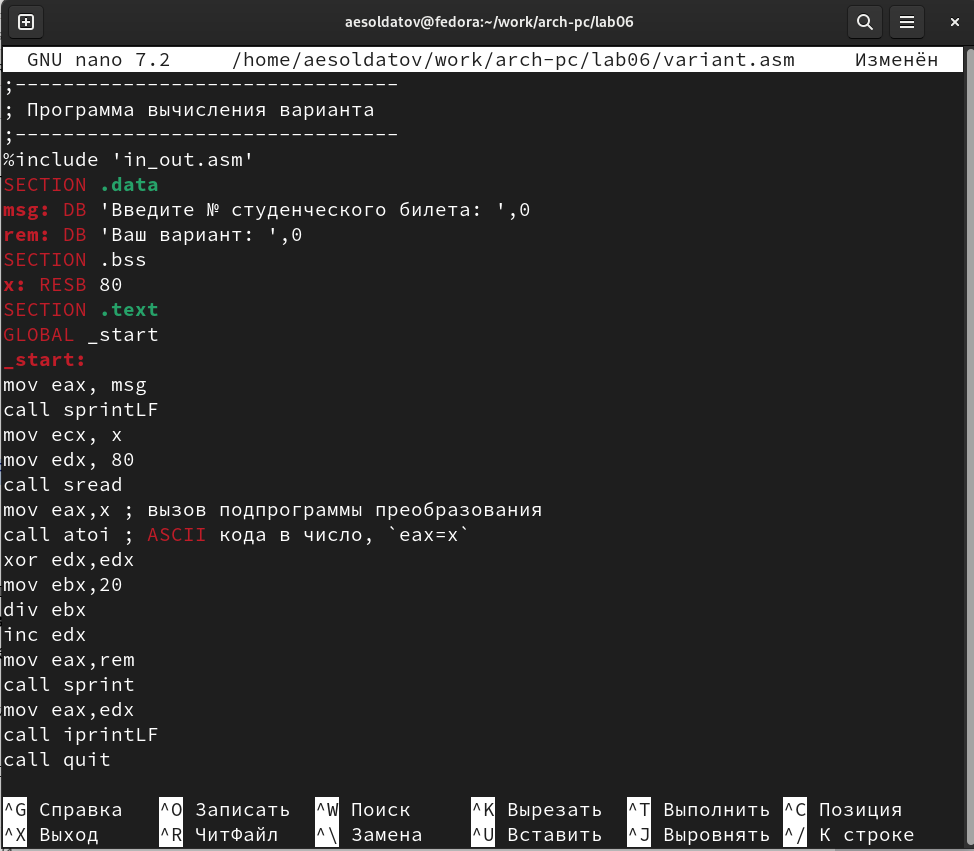 aesoldatov@fedora:~/work/arch-pc/lab06
GNU nano 7.2 /home/aesoldatov/work/arch-pc/lab06/variant.asm Изменён
;--------------------------------
; Программа вычисления варианта
;--------------------------------
%include 'in_out.asm'
SECTION .data
msg: DB 'Введите № студенческого билета: ',0
rem: DB 'Ваш вариант: ',0
SECTION .bss
x: RESB 80
SECTION .text
GLOBAL _start
_start:
mov eax, msg
call sprintLF
mov ecx, x
mov edx, 80
call sread
mov eax,x ; вызов подпрограммы преобразования
call atoi ; ASCII кода в число, `eax=x`
xor edx,edx
mov ebx,20
div ebx
inc edx
mov eax,rem
call sprint
mov eax,edx
call iprintLF
call quit
^G Справка ^O Записать ^W Поиск ^K Вырезать ^T Выполнить ^C Позиция
^X Выход ^R ЧитФайл ^\ Замена ^U Вставить ^J Выровнять ^/ К строке